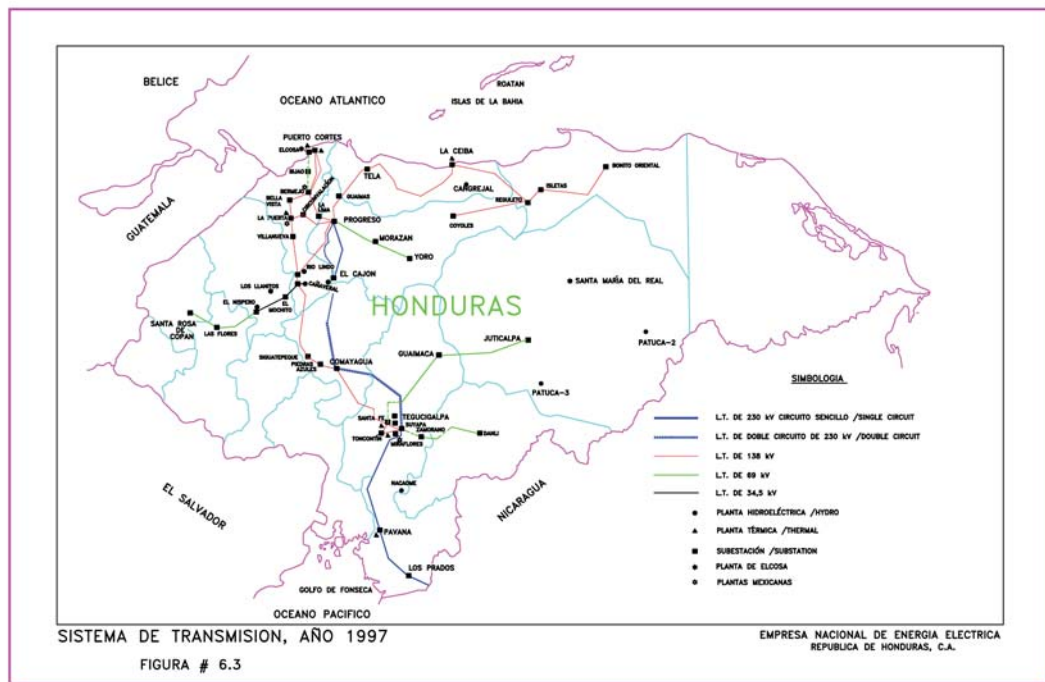 BELICE
ROATAN
OCEANO ATLANTICO
ISLAS DE LA BAHIA
PUERTO CORTES
ELCOSA
LA CEIBA
BIJAO
TELA
BONITO ORIENTAL
BERMEJO
CIRCUNVALACIÓN
CANGREJAL
ISLETAS
BELLA
VISTA
GUAIMAS
LA
LIMA
REGULETO
GUATEMALA
LA PUERTA
PROGRESO
COYOLES
VILLANUEVA
MORAZAN
YORO
RIO LINDO
EL CAJON
SANTA MARÍA DEL REAL
LOS LLANITOS
CAÑAVERAL
EL NISPERO
EL
MOCHITO
HONDURAS
SANTA ROSA
DE
COPAN
LAS FLORES
PATUCA-2
JUTICALPA
SIGUATEPEQUE
COMAYAGUA
GUAIMACA
PIEDRAS
AZULES
PATUCA-3
SIMBOLOGIA
SANTA FE
TEGUCIGALPA
SUYAPA
ZAMORANO
TONCONTIN
MIRAFLORES
DANLI
L.T. DE 230 kV CIRCUITO SENCILLO /SINGLE CIRCUIT
L.T. DE DOBLE CIRCUITO DE 230 kV /DOUBLE CIRCUIT
L.T. DE 138 kV
L.T. DE 69 kV
L.T. DE 34,5 kV
PLANTA HIDROELÉCTRICA /HYDRO
PLANTA TÈRMICA /THERMAL
SUBESTACIÓN /SUBSTATION
PLANTA DE ELCOSA
PLANTAS MEXICANAS
EL SALVADOR
NACAOME
NICARAGUA
PAVANA
LOS PRADOS
GOLFO DE FONSECA
OCEANO PACIFICO
SISTEMA DE TRANSMISION, AÑO 1997
FIGURA # 6.3
EMPRESA NACIONAL DE ENERGIA ELECTRICA
REPUBLICA DE HONDURAS, C.A.